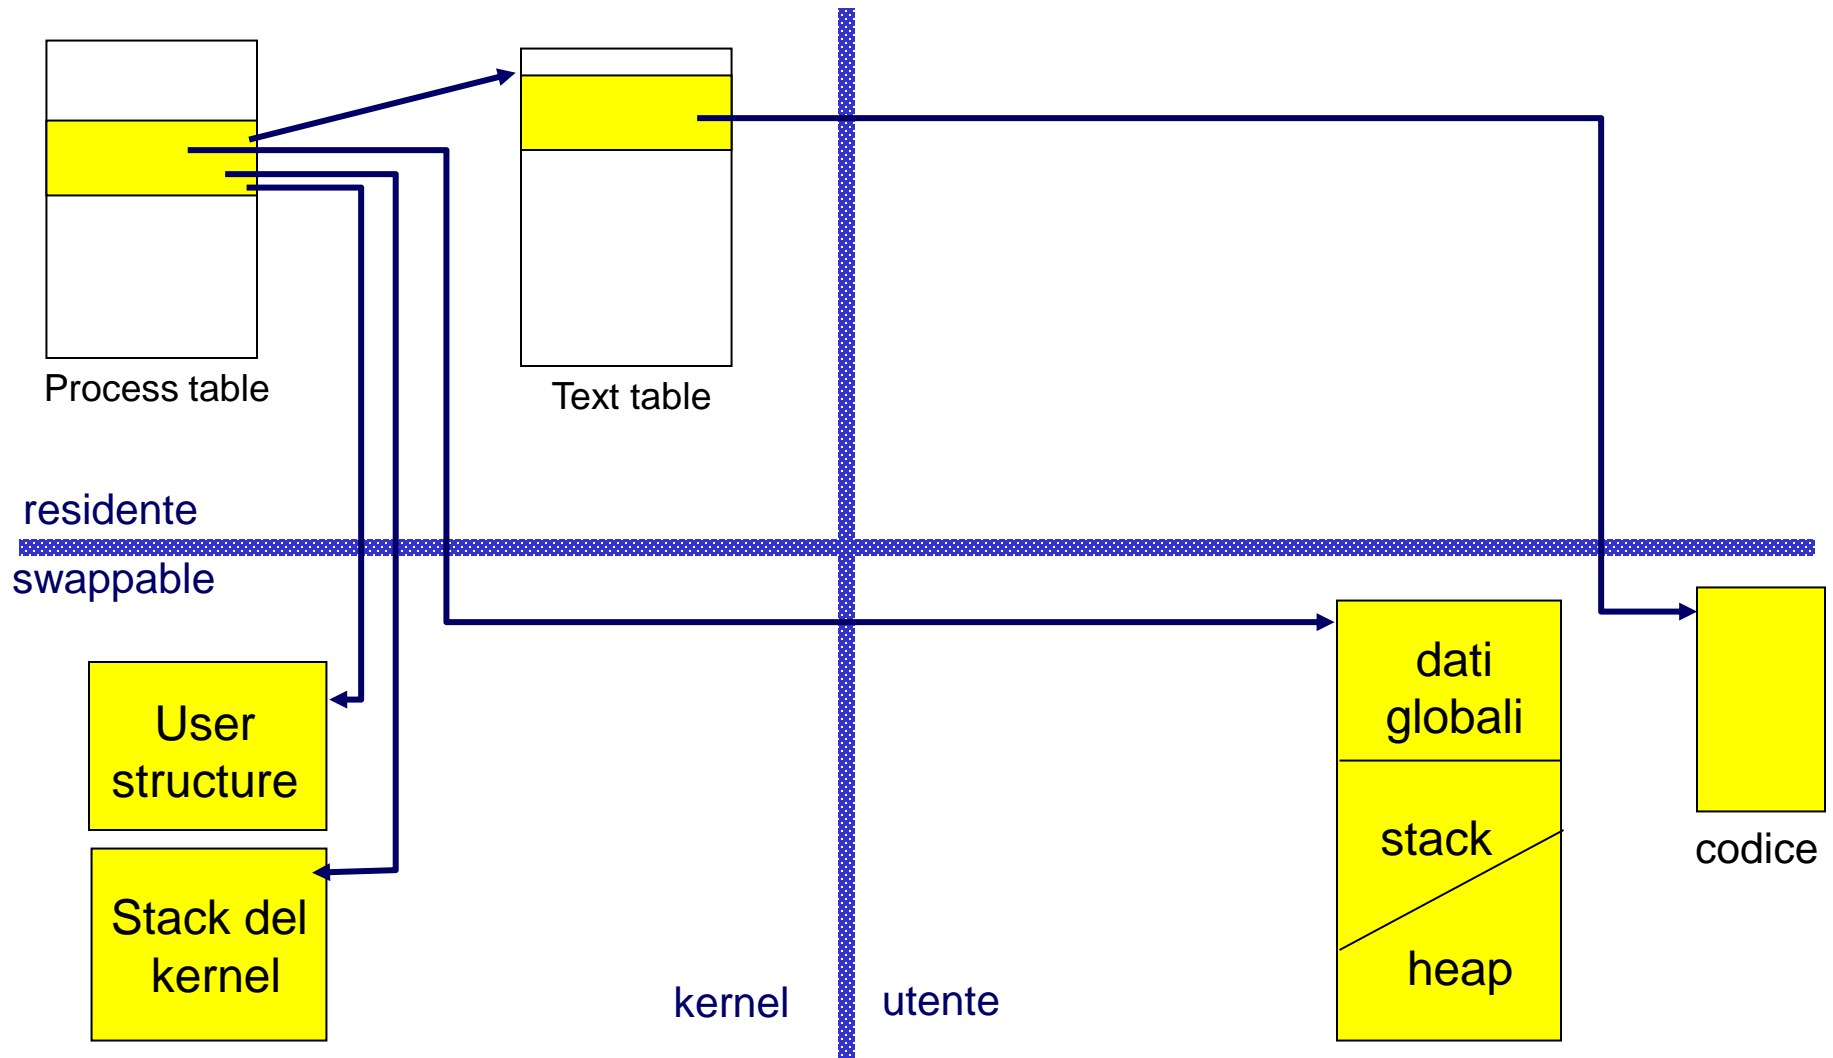 Process table
Text table
residente
swappable
User
structure
Stack del
kernel
kernel
utente
dati
globali
stack
heap
codice